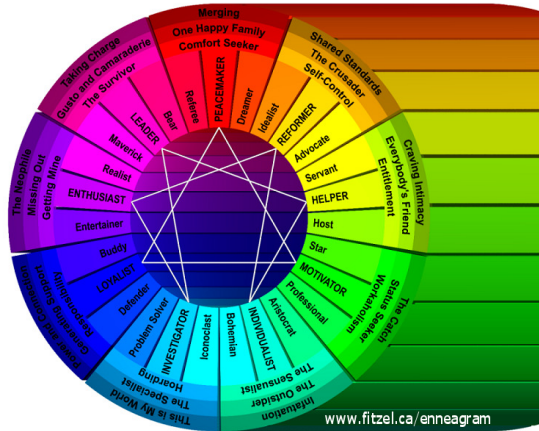 Merging
One Happy Family
Comfort Seeker
Referee
PEACEMAKER
Dreamer
Shared Standards
The Crusader
Self-Control
Idealist
REFORMER
Advocate
Craving Intimacy
Everybody's Friend
Entitlement
Servant
HELPER
Host
The Catch
Status Seeker
Workaholism
Star
MOTIVATOR
Professional
Infatuation
The Outsider
The Sensualist
Aristocrat
INDIVIDUALIST
Bohemian
This is My World
The Specialist
Hoarding
Iconoclast
INVESTIGATOR
Problem Solver
Generating Support
Responsibility
Defender
LOYALIST
Buddy
The Neophile
Missing Out
Getting Mine
Entertainer
ENTHUSIAST
Realist
Taking Charge
Gusto and Camaraderie
The Survivor
Maverick
LEADER
Bear
www.fitzel.ca/enneagram